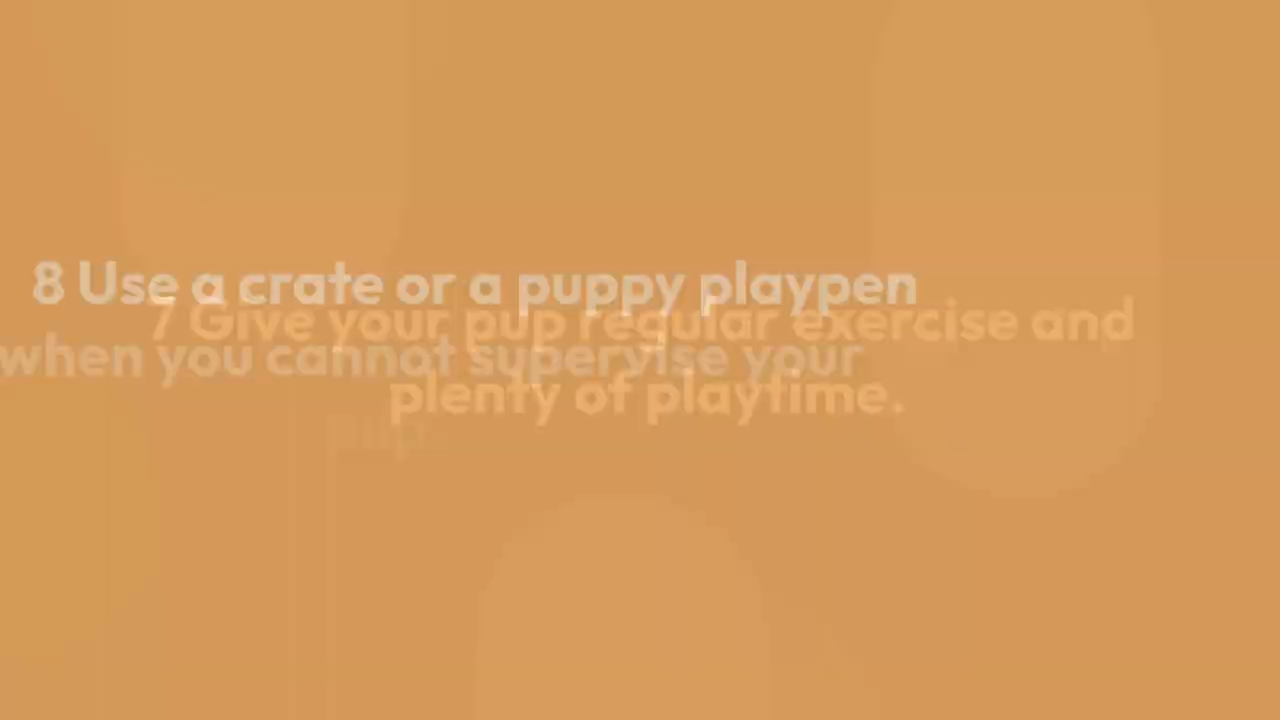 8 Use a crate or a puppy playpen
when you cannot supervise your
pup
7 Give your pup regular exercise and
plenty of playtime.